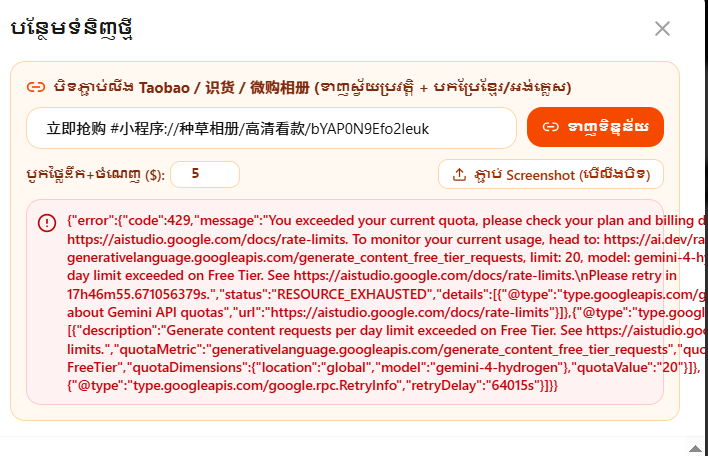 បន្ថែមទំនិញថ្មី
បិទភ្ជាប់លីង Taobao / 识货 / 微购相册 (ទាញស្វ័យប្រវត្តិ + បកប្រែខ្មែរ/អង់គ្លេស)
立即抢购 #小程序://种草相册/高清看款/bYAP0N9Efo2Ieuk
ទាញទិន្នន័យ
បូកថ្លៃដឹក+ចំណេញ ($): 5
ភ្ជាប់ Screenshot (បើលីងបិទ)
{"error":{"code":429,"message":"You exceeded your current quota, please check your plan and billing d
https://aistudio.google.com/docs/rate-limits. To monitor your current usage, head to: https://ai.dev/ra
generativelanguage.googleapis.com/generate_content_free_tier_requests, limit: 20, model: gemini-4-hy
day limit exceeded on Free Tier. See https://aistudio.google.com/docs/rate-limits.\nPlease retry in
17h46m55.671056379s.","status":"RESOURCE_EXHAUSTED","details":[{"@type":"type.googleapis.com/g
about Gemini API quotas","url":"https://aistudio.google.com/docs/rate-limits"}]},{"@type":"type.googl
[{"description":"Generate content requests per day limit exceeded on Free Tier. See https://aistudio.goo
limits.","quotaMetric":"generativelanguage.googleapis.com/generate_content_free_tier_requests","quo
FreeTier","quotaDimensions":{"location":"global","model":"gemini-4-hydrogen"},"quotaValue":"20"}]},
{"@type":"type.googleapis.com/google.rpc.RetryInfo","retryDelay":"64015s"}]}}